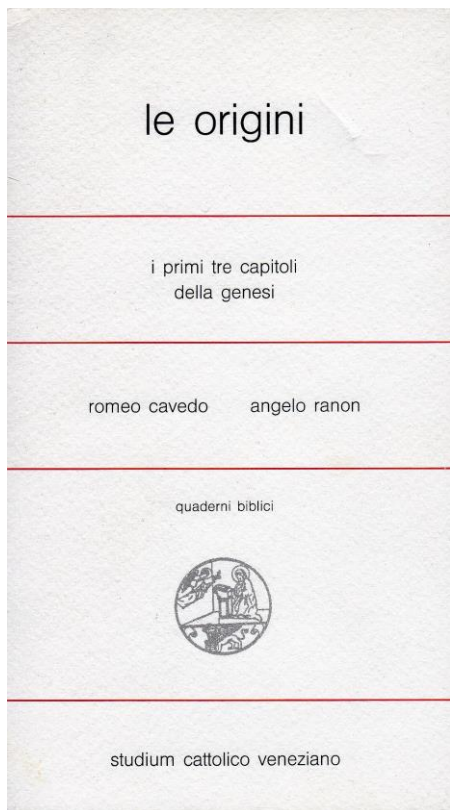 le origini
i primi tre capitoli
della genesi
romeo cavedo angelo ranon
quaderni biblici
studium cattolico veneziano